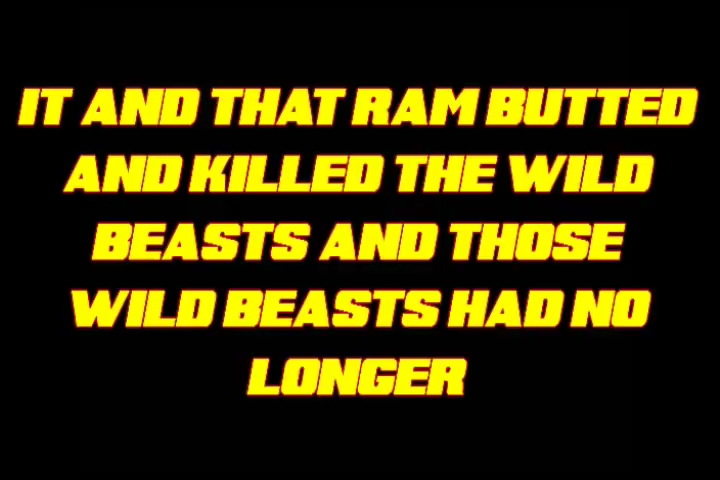 IT AND THAT RAM BUTTED
AND KILLED THE WILD
BEASTS AND THOSE
WILD BEASTS HAD NO
LONGER